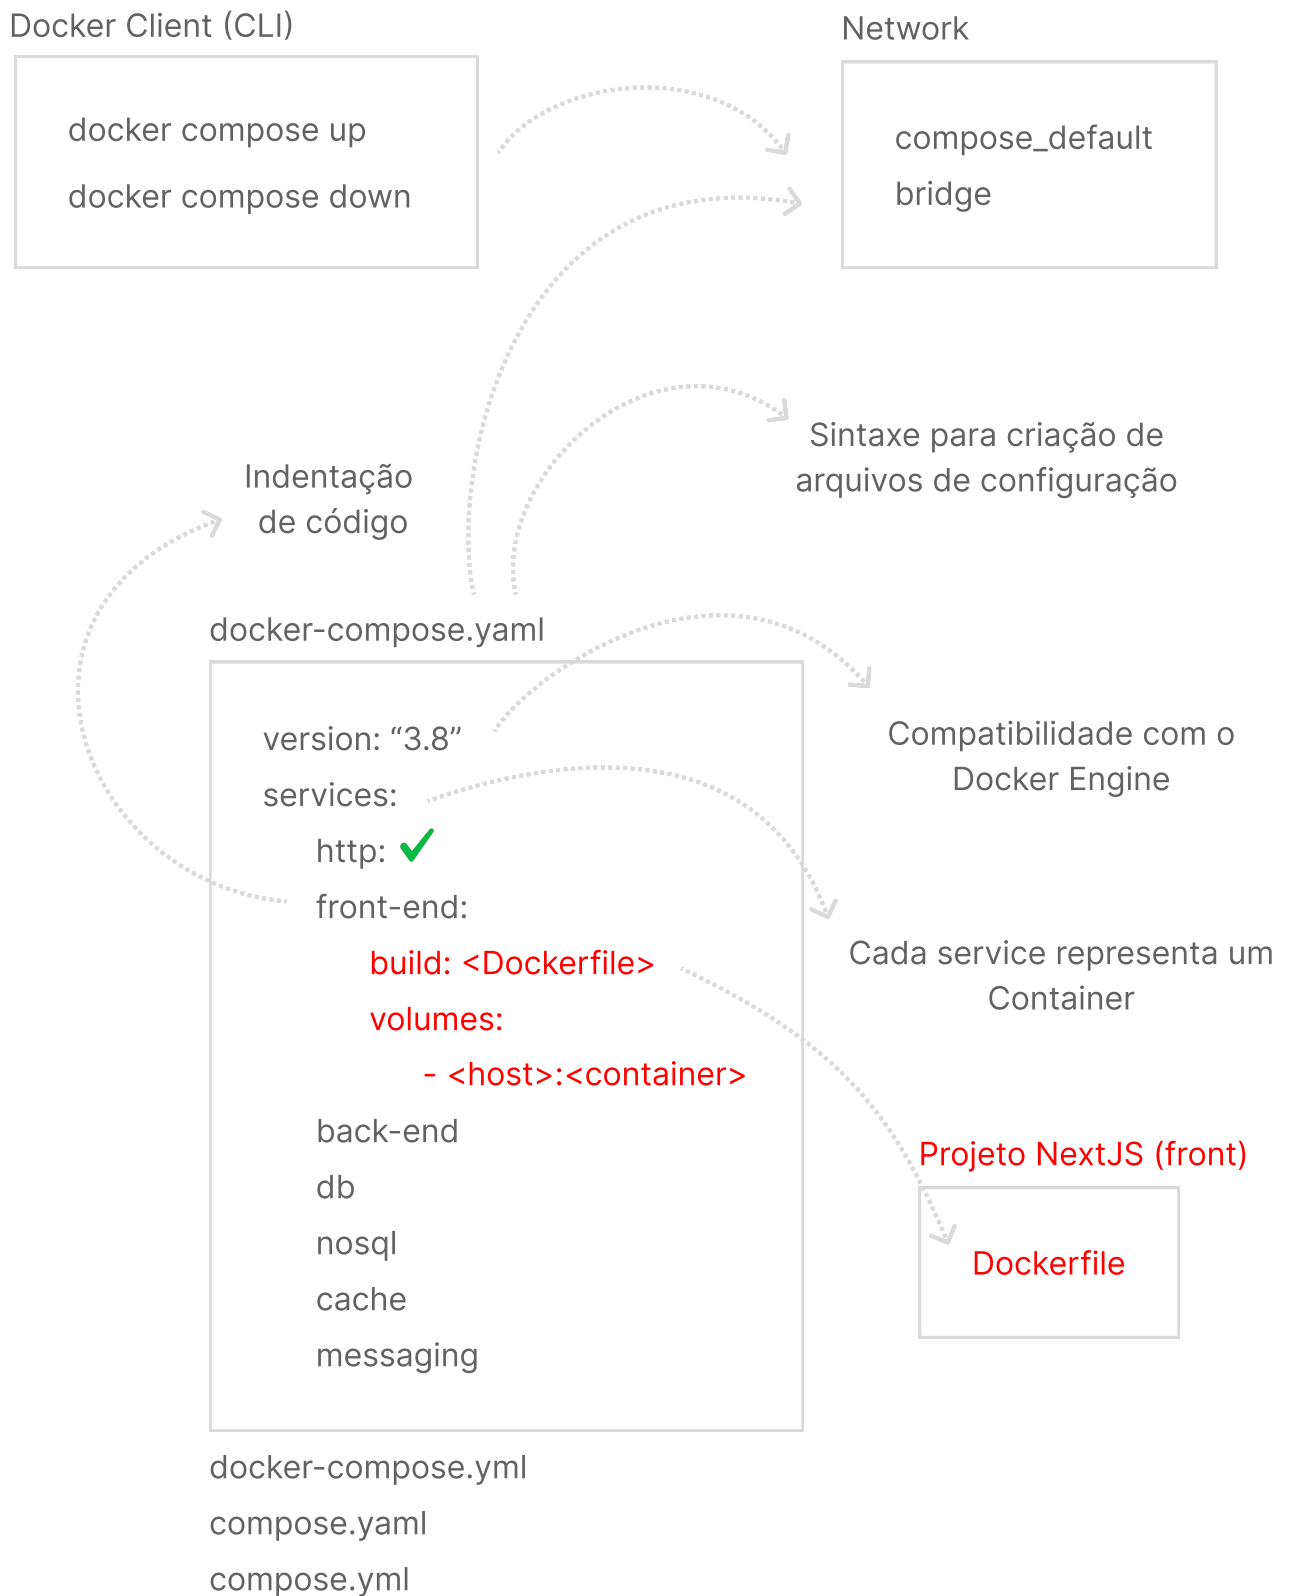 Docker Client (CLI)
docker compose up
docker compose down
Network
compose_default
bridge
Sintaxe para criação de
arquivos de configuração
Indentação
de código
docker-compose.yaml
version: “3.8”
services:
http:
front-end:
build: <Dockerfile>
volumes:
- <host>:<container>
back-end
db
nosql
cache
messaging
Compatibilidade com o
Docker Engine
Cada service representa um
Container
Projeto NextJS (front)
Dockerfile
docker-compose.yml
compose.yaml
compose.yml